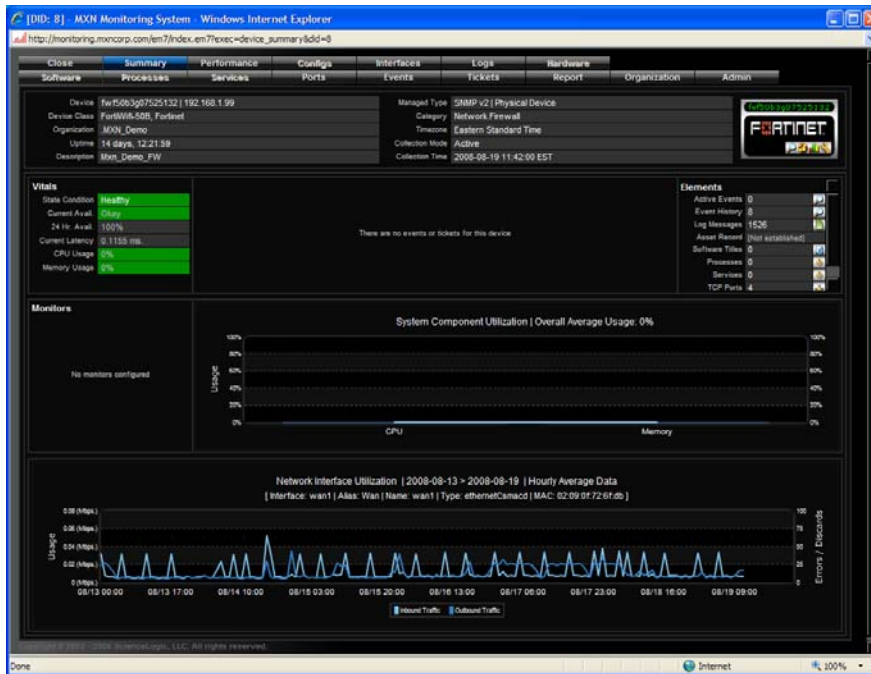 [DID: 8] - MXN Monitoring System - Windows Internet Explorer
http://monitoring.mxncorp.com/em7/index.em7?exec=device_summary&did=8
Close Summary Performance Configs Interfaces Logs Hardware
Software Processes Services Ports Events Tickets Report Organization Admin
Device fwf50b3g07525132 | 192.168.1.99 Managed Type SNMP v2 | Physical Device
fwf50b3g07525132
Device Class FortiWifi-50B, Fortinet Category Network.Firewall
FORTINET
Organization .MXN_Demo Timezone Eastern Standard Time
Uptime 14 days, 12:21:59 Collection Mode Active
Description Mxn_Demo_FW Collection Time 2008-08-19 11:42:00 EST
Vitals
State Condition Healthy
Current Avail. Okay
24 Hr. Avail. 100%
Current Latency 0.1155 ms.
CPU Usage 0%
Memory Usage 0%
There are no events or tickets for this device
Elements
Active Events 0
Event History 8
Log Messages 1526
Asset Record [Not established]
Software Titles 0
Processes 0
Services 0
TCP Ports 4
Monitors
No monitors configured
System Component Utilization | Overall Average Usage: 0%
Usage
100% 100%
80% 80%
60% 60%
40% 40%
20% 20%
0% 0%
CPU Memory
Network Interface Utilization | 2008-08-13 > 2008-08-19 | Hourly Average Data
[ Interface: wan1 | Alias: Wan | Name: wan1 | Type: ethernetCsmacd | MAC: 02:09:0f:72:6f:db ]
Usage
Errors / Discards
0.08 (Mbps.) 100
0.06 (Mbps.) 75
0.04 (Mbps.) 50
0.02 (Mbps.) 25
0 (Mbps.) 0
08/13 00:00 08/13 17:00 08/14 10:00 08/15 03:00 08/15 20:00 08/16 13:00 08/17 06:00 08/17 23:00 08/18 16:00 08/19 09:00
Inbound Traffic Outbound Traffic
Copyright © 2003 - 2008 ScienceLogic, LLC. All rights reserved.
Done Internet 100%